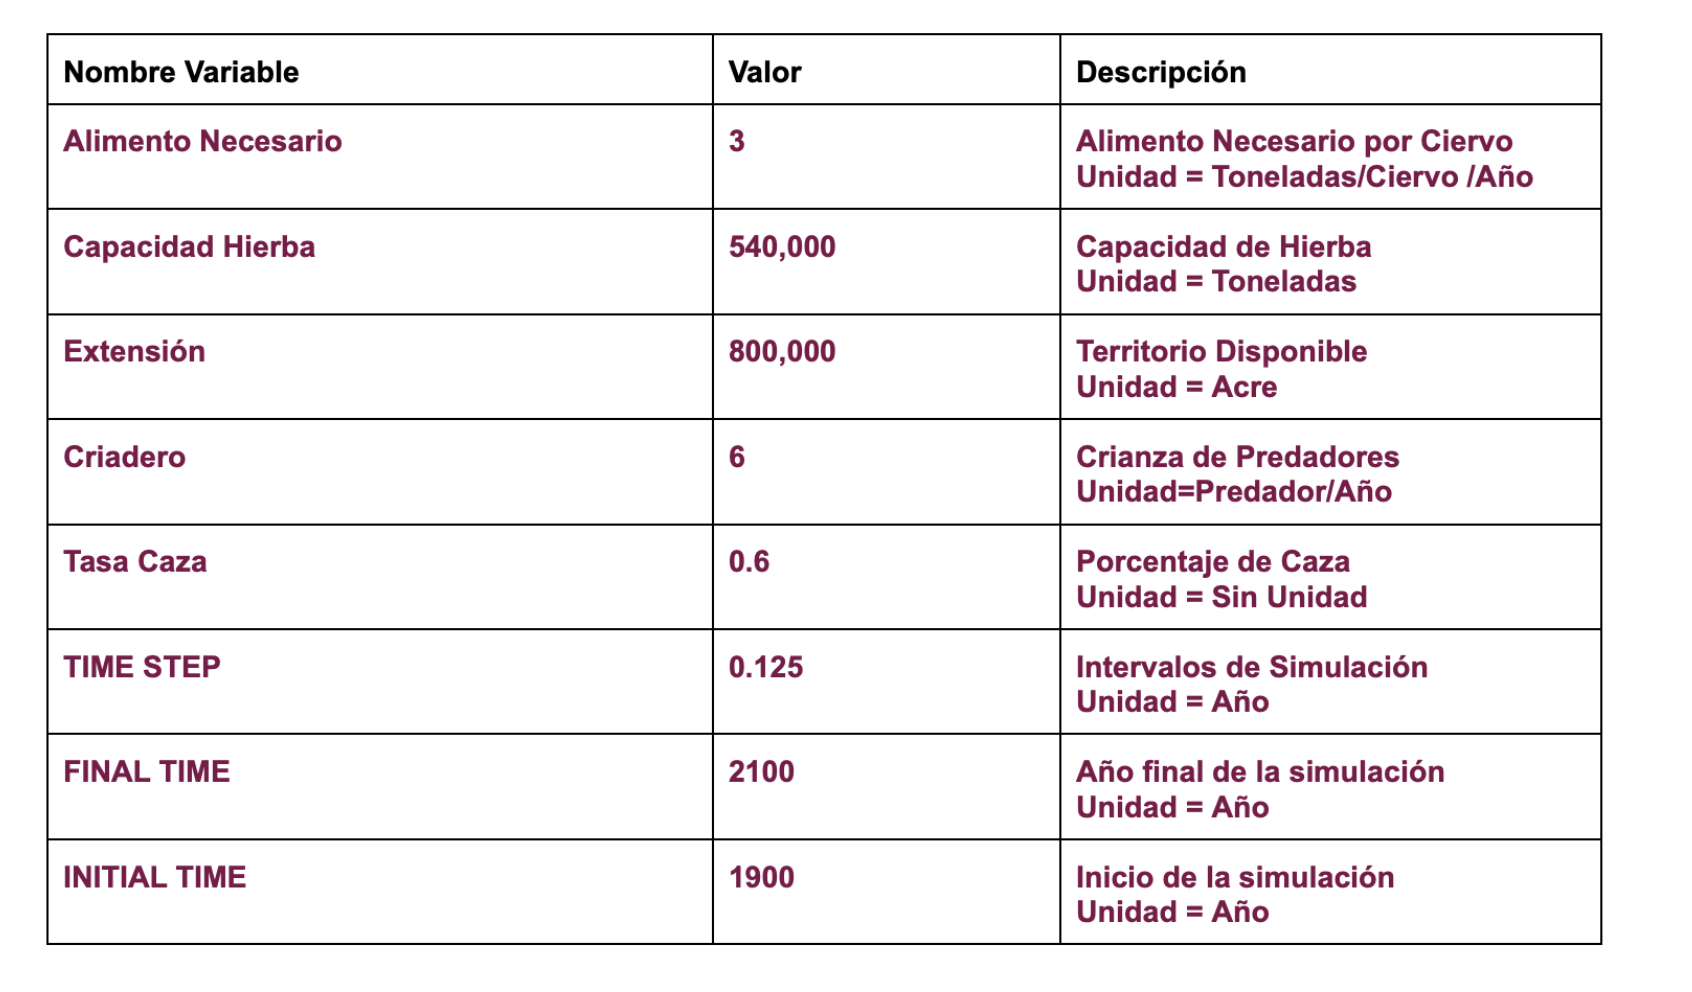 Nombre Variable Valor Descripción
Alimento Necesario 3 Alimento Necesario por Ciervo
Unidad = Toneladas/Ciervo /Año
Capacidad Hierba 540,000 Capacidad de Hierba
Unidad = Toneladas
Extensión 800,000 Territorio Disponible
Unidad = Acre
Criadero 6 Crianza de Predadores
Unidad=Predador/Año
Tasa Caza 0.6 Porcentaje de Caza
Unidad = Sin Unidad
TIME STEP 0.125 Intervalos de Simulación
Unidad = Año
FINAL TIME 2100 Año final de la simulación
Unidad = Año
INITIAL TIME 1900 Inicio de la simulación
Unidad = Año